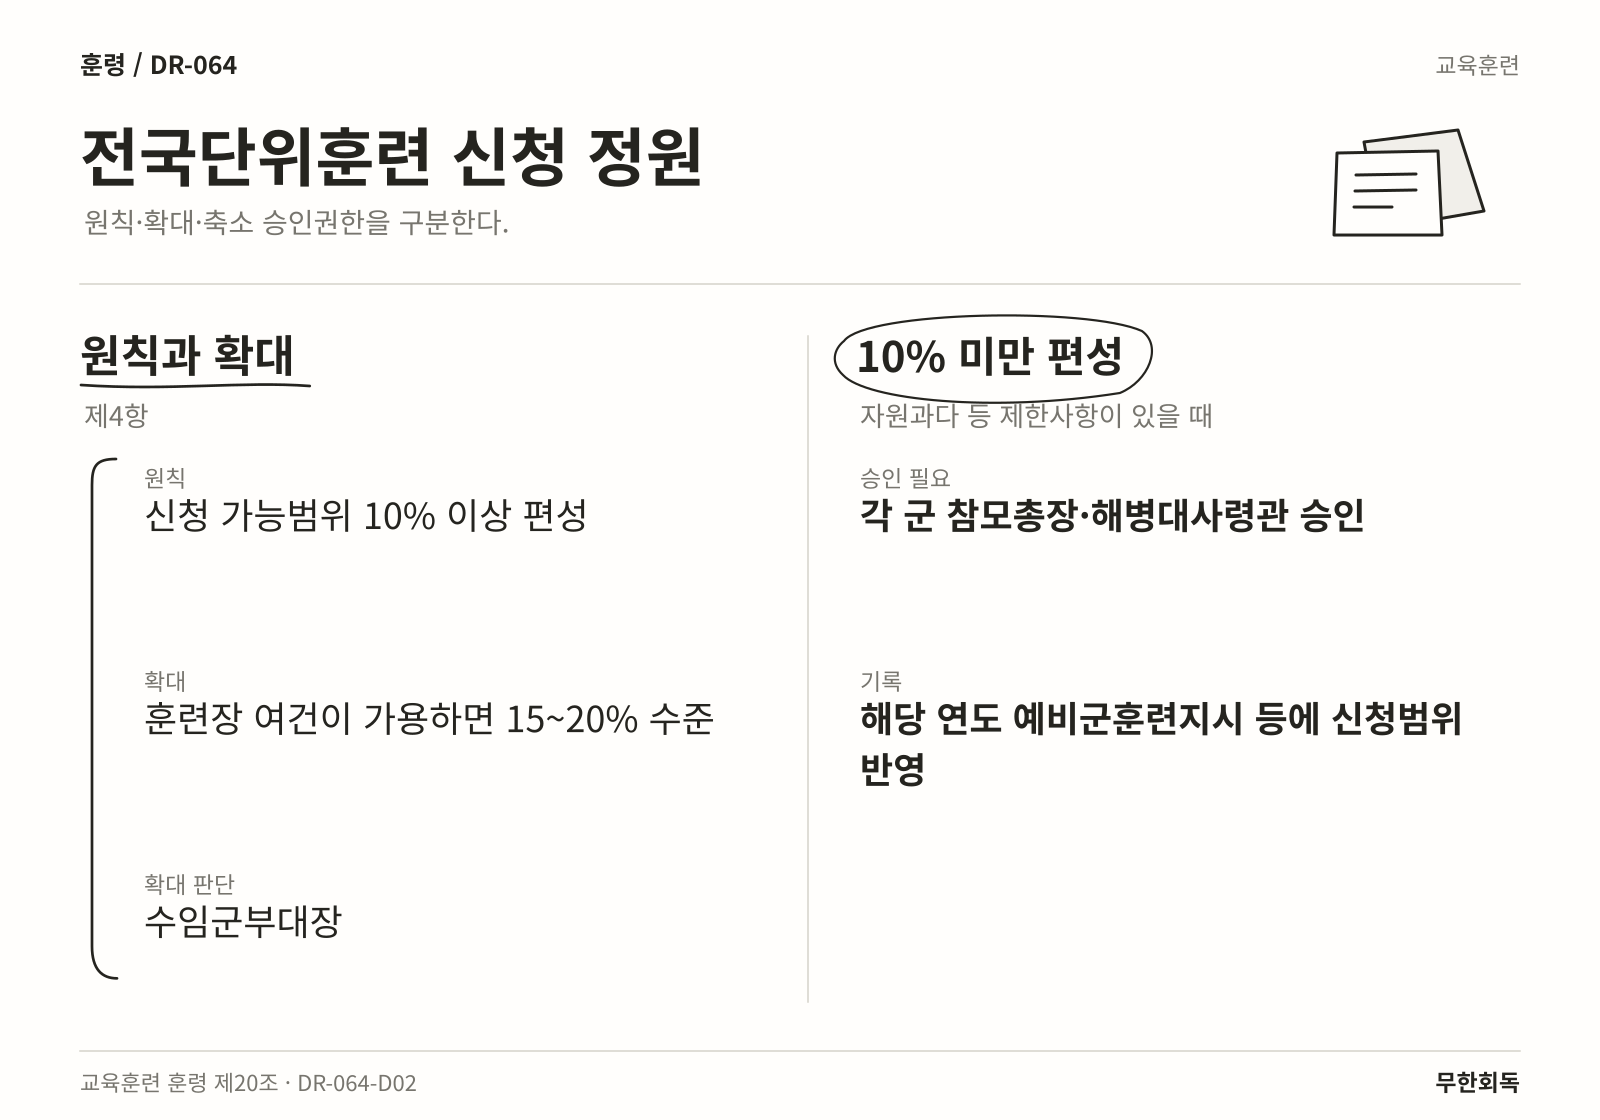 훈령 / DR-064
교육훈련
전국단위훈련 신청 정원
원칙·확대·축소 승인권한을 구분한다.
원칙과 확대
제4항
원칙
신청 가능범위 10% 이상 편성
확대
훈련장 여건이 가용하면 15~20% 수준
확대 판단
수임군부대장
10% 미만 편성
자원과다 등 제한사항이 있을 때
승인 필요
각 군 참모총장·해병대사령관 승인
기록
해당 연도 예비군훈련지시 등에 신청범위
반영
교육훈련 훈령 제20조 · DR-064-D02
무한회독